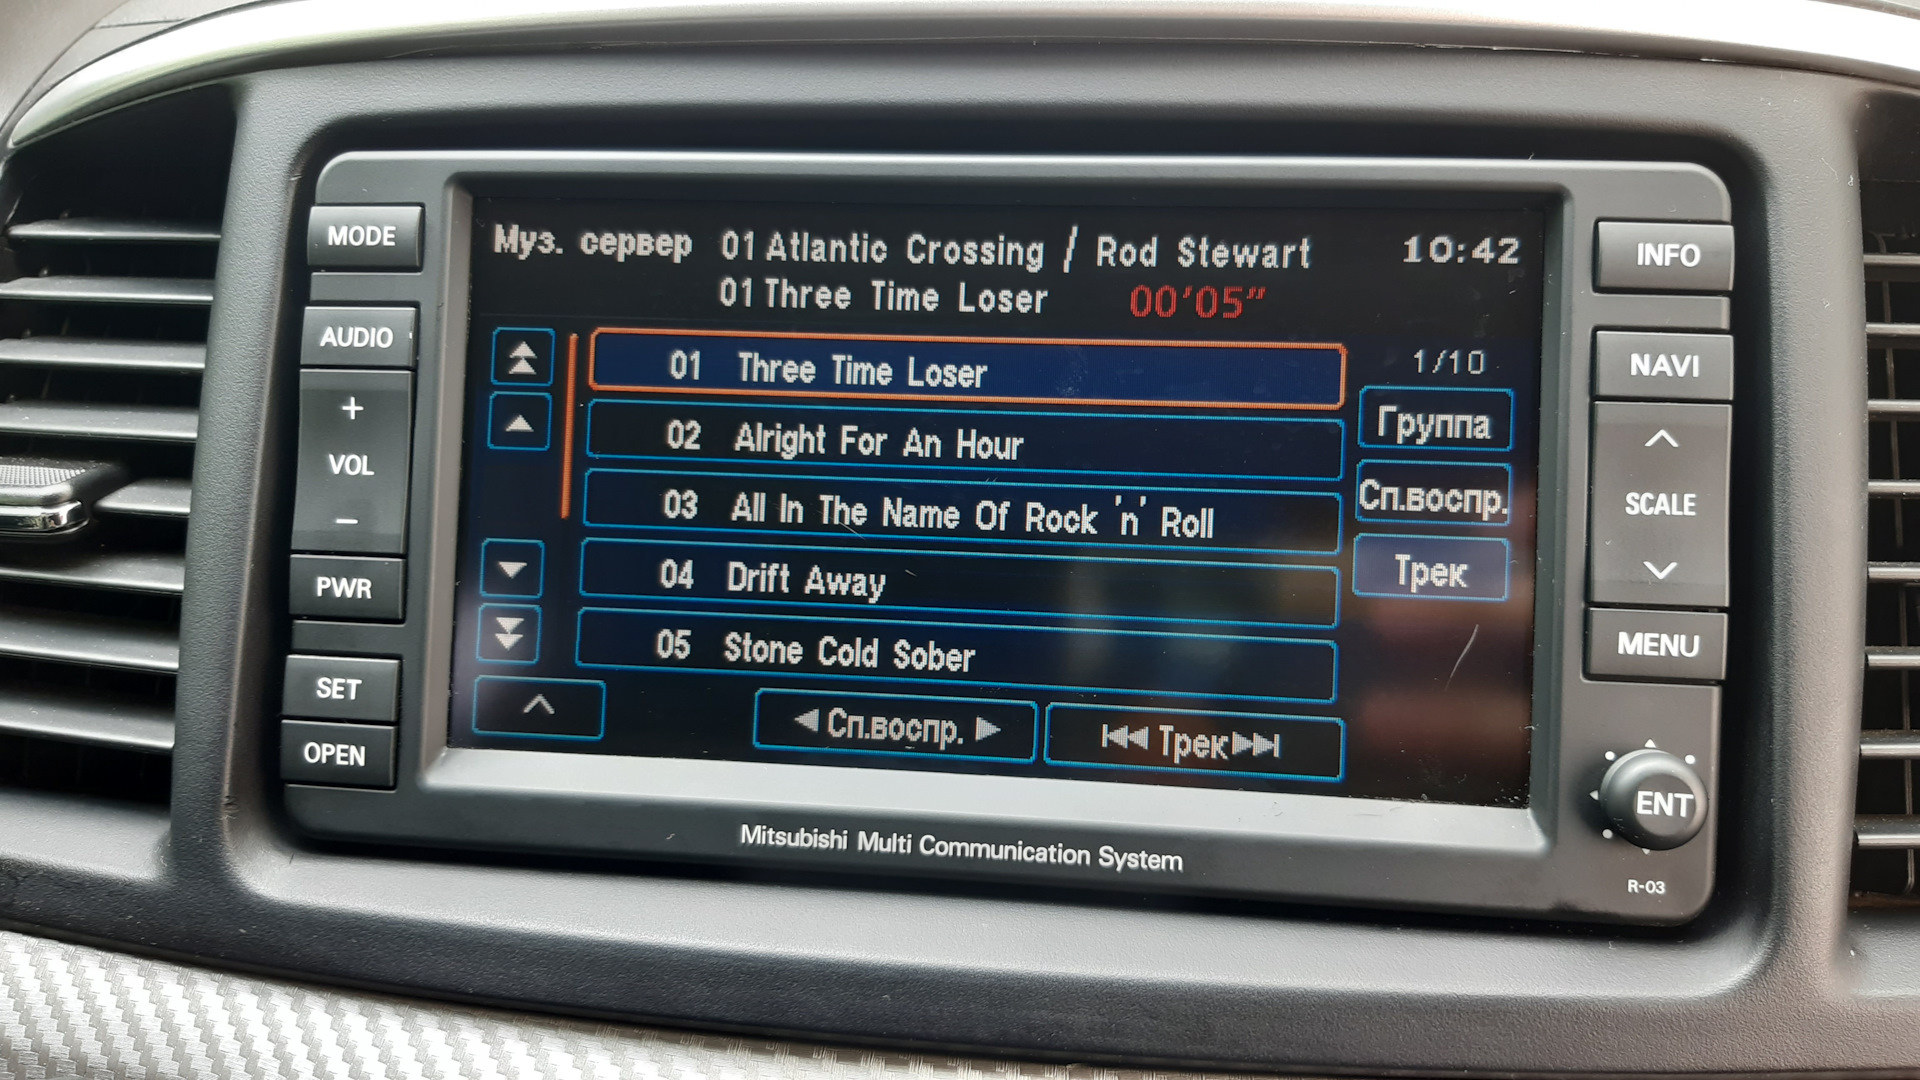 MODE
AUDIO
+
VOL
−
PWR
SET
OPEN
Муз. сервер 01 Atlantic Crossing / Rod Stewart 10:42
01 Three Time Loser 00'05"
01 Three Time Loser
02 Alright For An Hour
03 All In The Name Of Rock 'n' Roll
04 Drift Away
05 Stone Cold Sober
1/10
Группа
Сп.воспр.
Трек
Сп.воспр.
Трек
INFO
NAVI
SCALE
MENU
ENT
R-03
Mitsubishi Multi Communication System